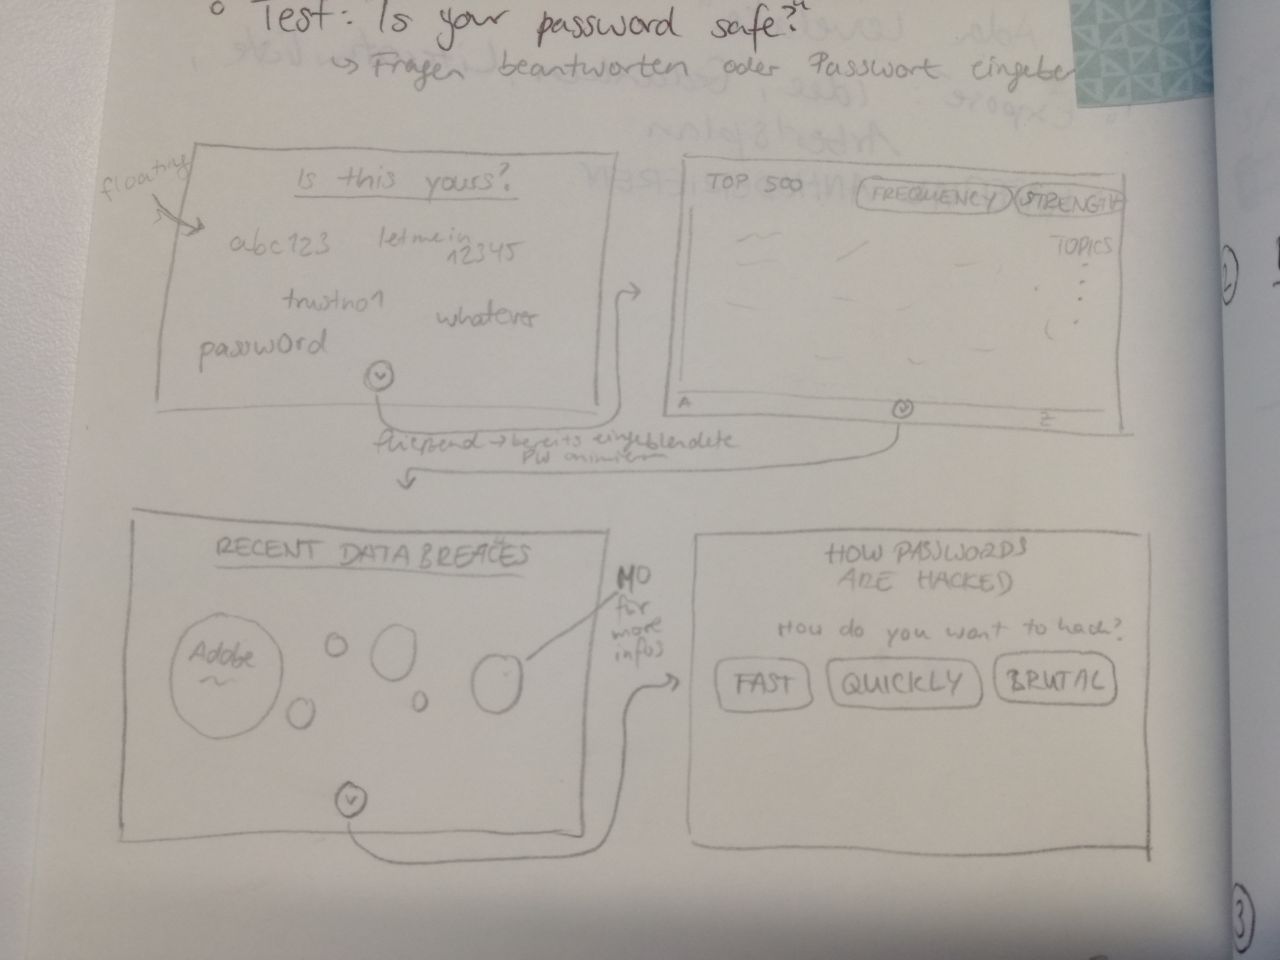 Test: Is your password safe?"
↳ Fragen beantworten oder Passwort eingeben
floating
Is this yours?
abc123
letmein
12345
trustno1
whatever
password
TOP 500
FREQUENCY
STRENGTH
TOPICS
A
Z
fließend → bereits eingeblendete
PW animieren
RECENT DATA BREACES
Adobe
MO
for
more
infos
HOW PASSWORDS
ARE HACKED
How do you want to hack?
FAST
QUICKLY
BRUTAL
2
3